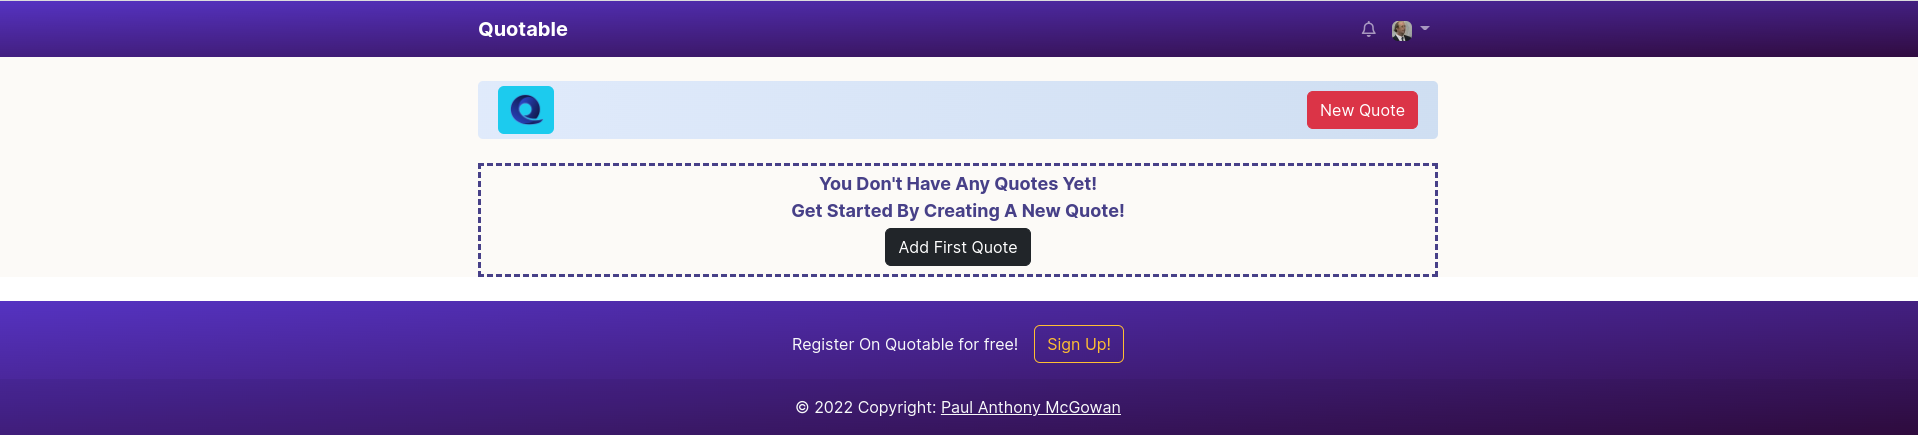 Quotable
New Quote
You Don't Have Any Quotes Yet!
Get Started By Creating A New Quote!
Add First Quote
Register On Quotable for free! Sign Up!
© 2022 Copyright: Paul Anthony McGowan